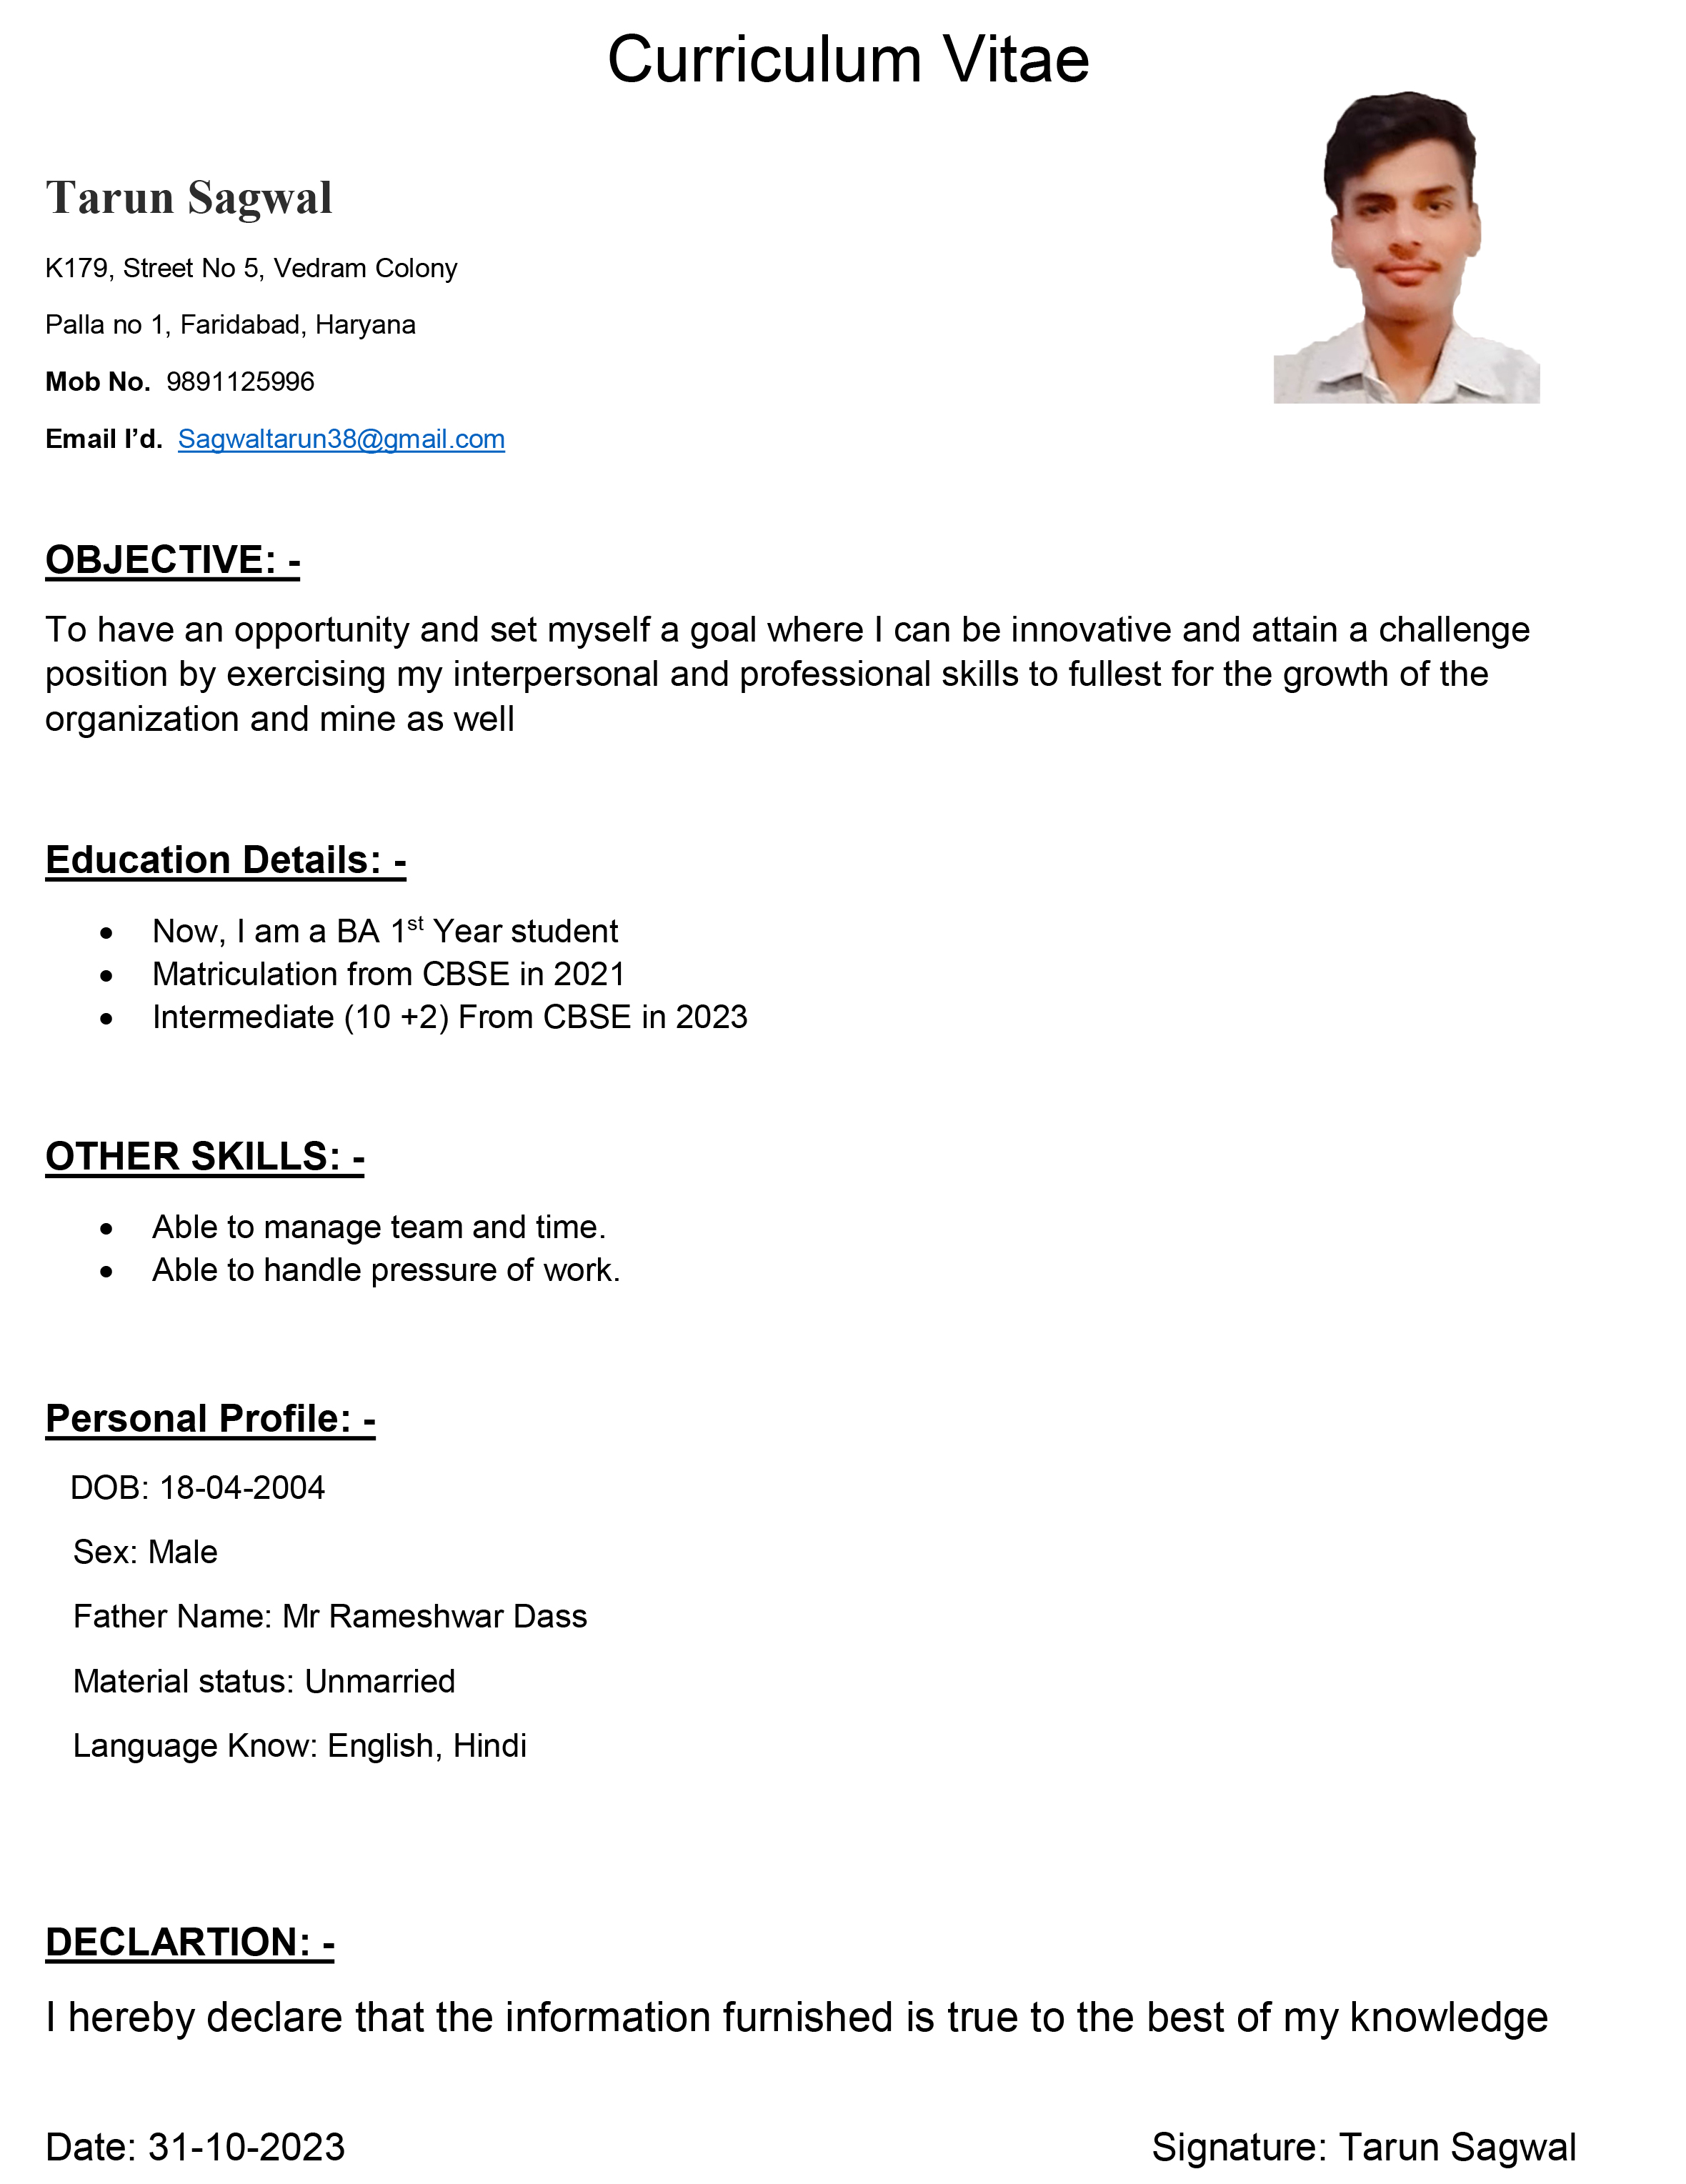 Curriculum Vitae
Tarun Sagwal
K179, Street No 5, Vedram Colony
Palla no 1, Faridabad, Haryana
Mob No.  9891125996
Email I’d.  Sagwaltarun38@gmail.com
OBJECTIVE: -
To have an opportunity and set myself a goal where I can be innovative and attain a challenge
position by exercising my interpersonal and professional skills to fullest for the growth of the
organization and mine as well
Education Details: -
• Now, I am a BA 1st Year student
• Matriculation from CBSE in 2021
• Intermediate (10 +2) From CBSE in 2023
OTHER SKILLS: -
• Able to manage team and time.
• Able to handle pressure of work.
Personal Profile: -
DOB: 18-04-2004
Sex: Male
Father Name: Mr Rameshwar Dass
Material status: Unmarried
Language Know: English, Hindi
DECLARTION: -
I hereby declare that the information furnished is true to the best of my knowledge
Date: 31-10-2023 Signature: Tarun Sagwal